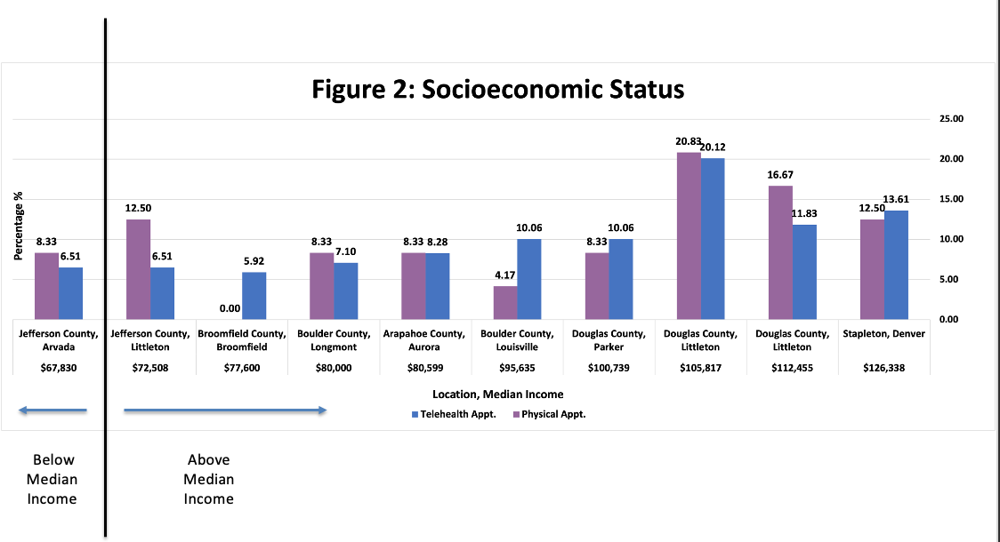 Figure 2: Socioeconomic Status
25.00
20.00
15.00
10.00
5.00
0.00
Percentage %
8.33 6.51
12.50 6.51
0.00 5.92
8.33 7.10
8.33 8.28
4.17 10.06
8.33 10.06
20.83 20.12
16.67 11.83
12.50 13.61
Jefferson County,
Arvada
$67,830
Jefferson County,
Littleton
$72,508
Broomfield County,
Broomfield
$77,600
Boulder County,
Longmont
$80,000
Arapahoe County,
Aurora
$80,599
Boulder County,
Louisville
$95,635
Douglas County,
Parker
$100,739
Douglas County,
Littleton
$105,817
Douglas County,
Littleton
$112,455
Stapleton, Denver
$126,338
Location, Median Income
Telehealth Appt. Physical Appt.
Below
Median
Income
Above
Median
Income